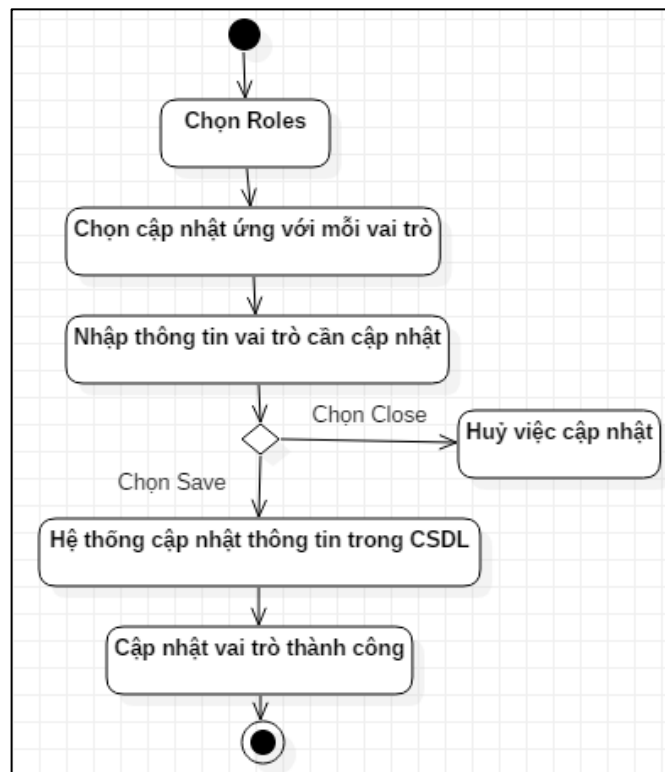 Chọn Roles
Chọn cập nhật ứng với mỗi vai trò
Nhập thông tin vai trò cần cập nhật
Chọn Close
Huỷ việc cập nhật
Chọn Save
Hệ thống cập nhật thông tin trong CSDL
Cập nhật vai trò thành công